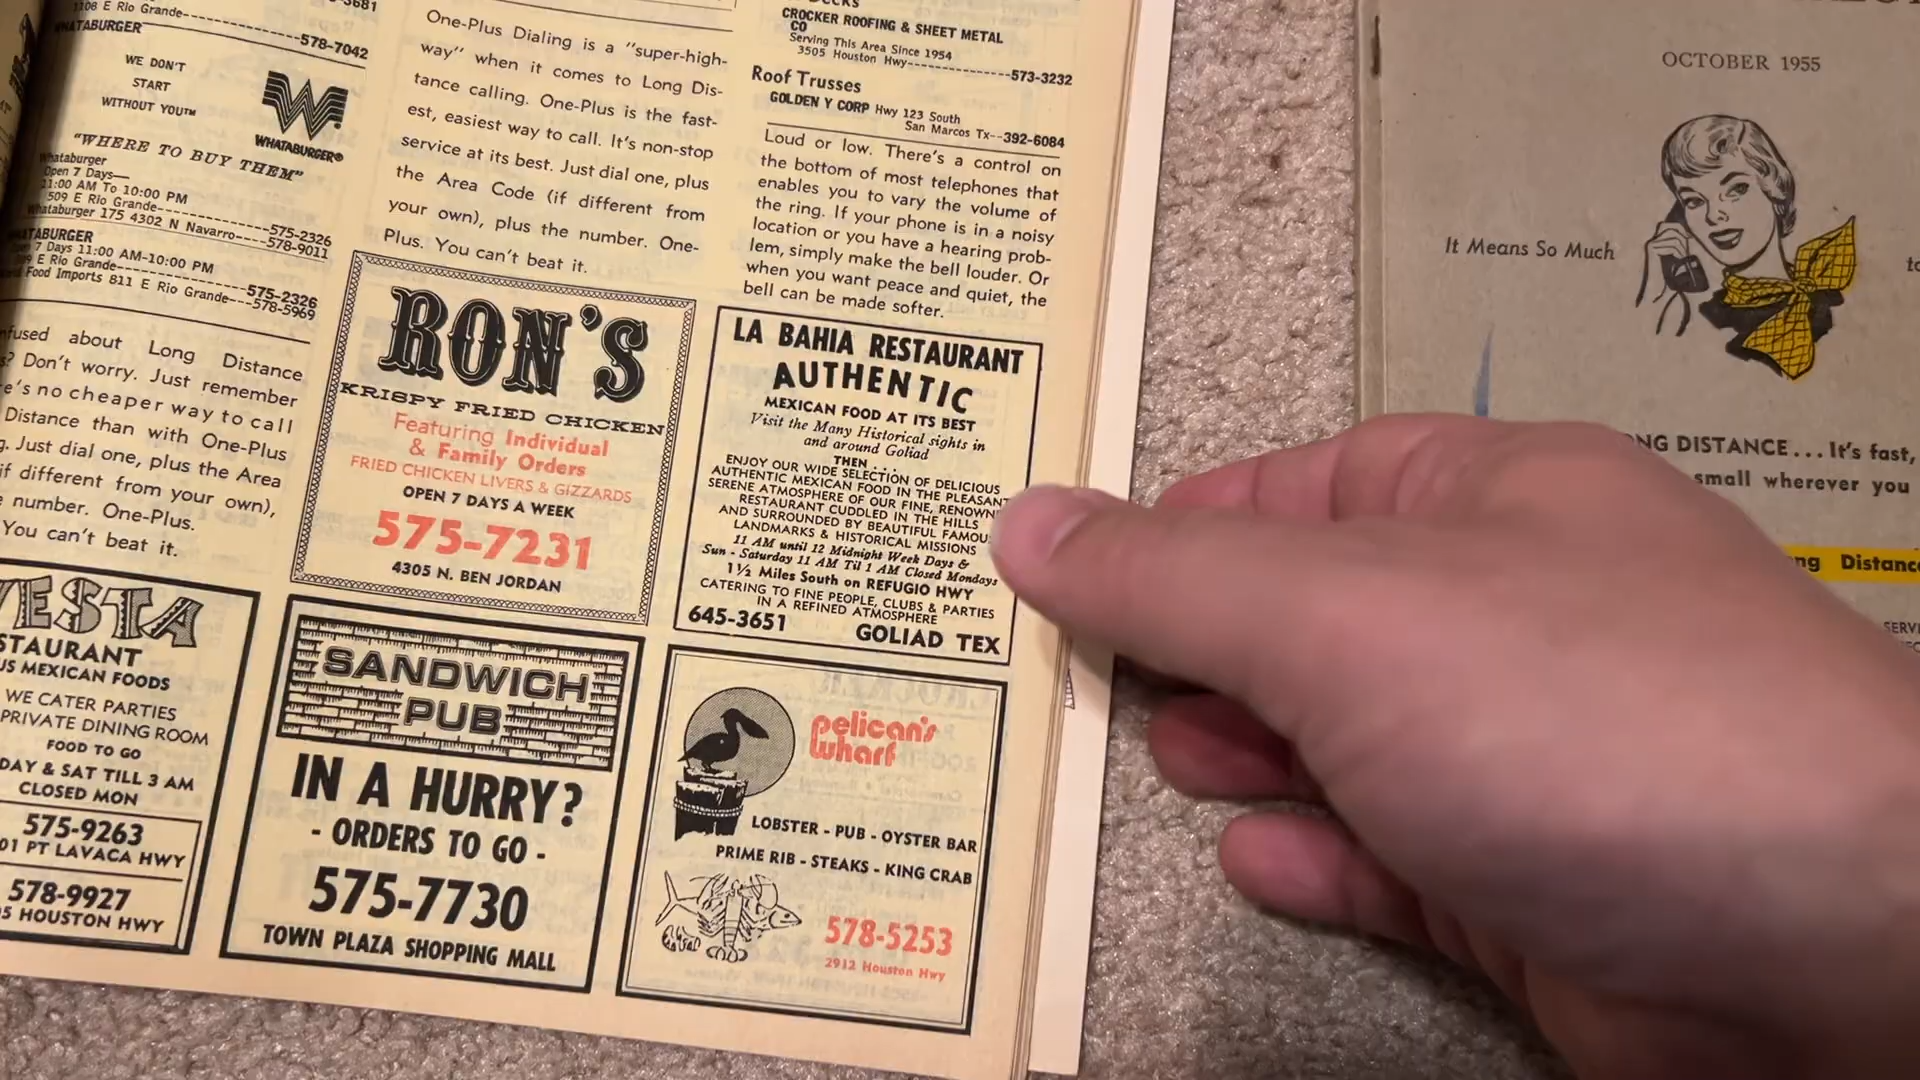 1108 E Rio Grande
WHATABURGER
578-7042
WE DON'T
START
WITHOUT YOU™
WHATABURGER®
"WHERE TO BUY THEM"
Whataburger
Open 7 Days—
11:00 AM To 10:00 PM
509 E Rio Grande 575-2326
Whataburger 175 4302 N Navarro 578-9011
7 Days 11:00 AM-10:00 PM
E Rio Grande 575-2326
Food Imports 811 E Rio Grande 578-5969
about Long Distance
Don't worry. Just remember
no cheaper way to call
Distance than with One-Plus
Just dial one, plus the Area
different from your own),
number. One-Plus.
You can't beat it.
MEXICAN FOODS
WE CATER PARTIES
PRIVATE DINING ROOM
FOOD TO GO
& SAT TILL 3 AM
CLOSED MON
575-9263
PT LAVACA HWY
578-9927
HOUSTON HWY
One-Plus Dialing is a "super-high-
way" when it comes to Long Dis-
tance calling. One-Plus is the fast-
est, easiest way to call. It's non-stop
service at its best. Just dial one, plus
the Area Code (if different from
your own), plus the number. One-
Plus. You can't beat it.
RON'S
KRISPY FRIED CHICKEN
Featuring Individual
& Family Orders
FRIED CHICKEN LIVERS & GIZZARDS
OPEN 7 DAYS A WEEK
575-7231
4305 N. BEN JORDAN
SANDWICH
PUB
IN A HURRY?
- ORDERS TO GO -
575-7730
TOWN PLAZA SHOPPING MALL
CROCKER ROOFING & SHEET METAL
CO
Serving This Area Since 1954
3505 Houston Hwy 573-3232
Roof Trusses
GOLDEN Y CORP Hwy 123 South
San Marcos Tx--392-6084
Loud or low. There's a control on
the bottom of most telephones that
enables you to vary the volume of
the ring. If your phone is in a noisy
location or you have a hearing prob-
lem, simply make the bell louder. Or
when you want peace and quiet, the
bell can be made softer.
LA BAHIA RESTAURANT
AUTHENTIC
MEXICAN FOOD AT ITS BEST
Visit the Many Historical sights in
and around Goliad
THEN ...
ENJOY OUR WIDE SELECTION OF DELICIOUS
AUTHENTIC MEXICAN FOOD IN THE PLEASANT
SERENE ATMOSPHERE OF OUR FINE, RENOWN
RESTAURANT CUDDLED IN THE HILLS
AND SURROUNDED BY BEAUTIFUL FAMOU
LANDMARKS & HISTORICAL MISSIONS
11 AM until 12 Midnight Week Days &
Sun - Saturday 11 AM Til 1 AM Closed Mondays
1½ Miles South on REFUGIO HWY
CATERING TO FINE PEOPLE, CLUBS & PARTIES
IN A REFINED ATMOSPHERE
645-3651 GOLIAD TEX
pelican's
wharf
LOBSTER - PUB - OYSTER BAR
PRIME RIB - STEAKS - KING CRAB
578-5253
2912 Houston Hwy
OCTOBER 1955
It Means So Much
DISTANCE... It's fast,
small wherever you
Distance